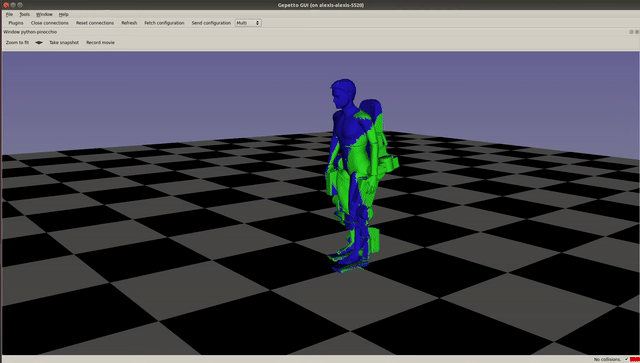 Gepetto GUI (on alexis-alexis-5520)
File Tools Window Help
Plugins Close connections Reset connections Refresh Fetch configuration Send configuration Multi
Window python-pinocchio
Zoom to fit Take snapshot Record movie
No collisions.